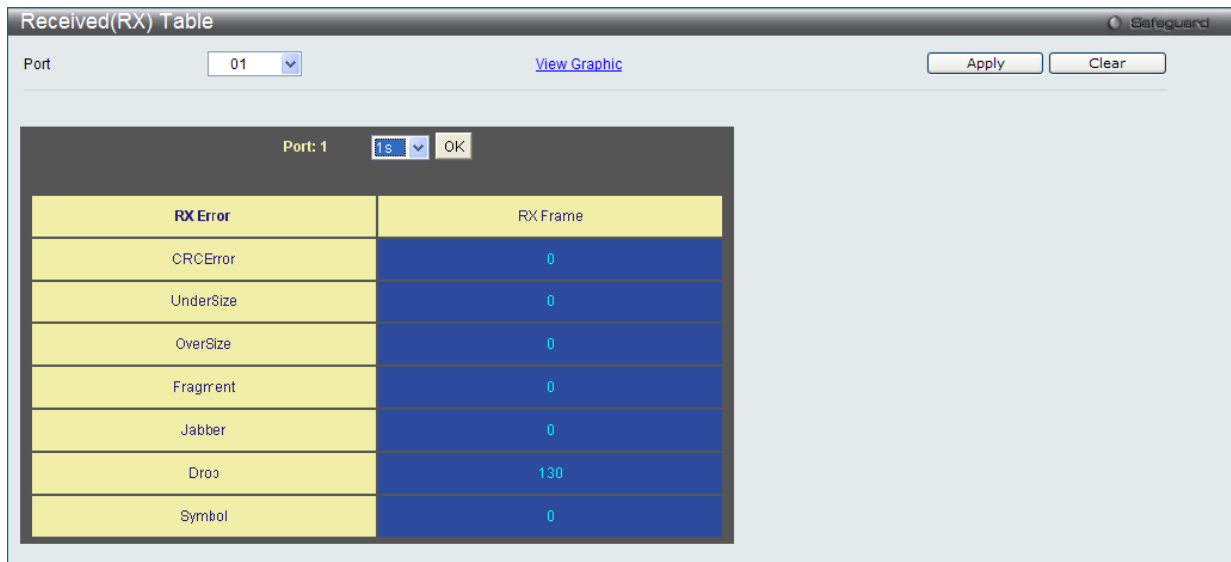 Received(RX) Table
Safeguard
Port 01 View Graphic Apply Clear
Port: 1 1s OK
RX Error RX Frame
CRCError 0
UnderSize 0
OverSize 0
Fragment 0
Jabber 0
Drop 130
Symbol 0